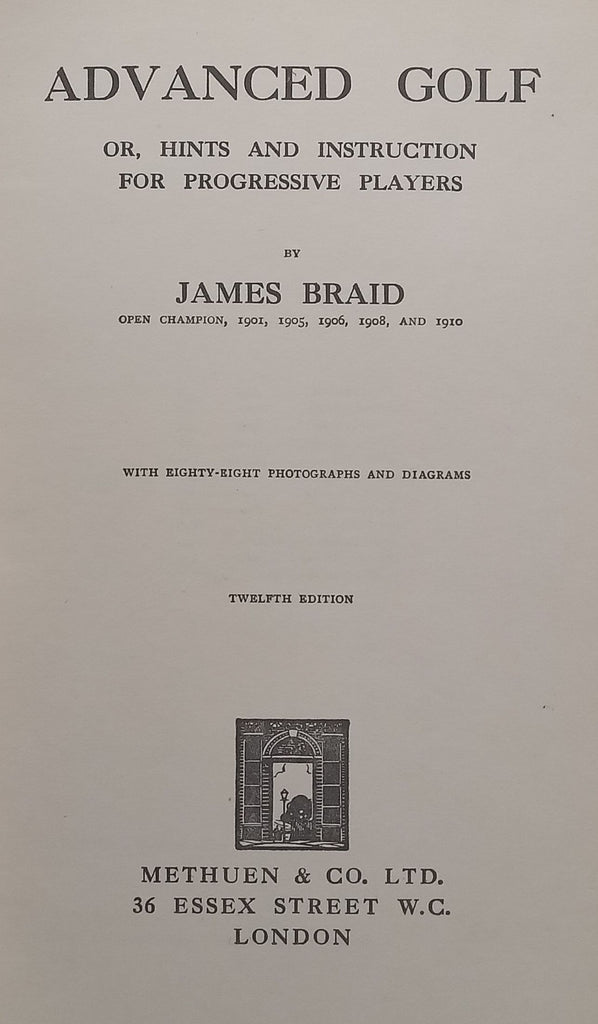 ADVANCED GOLF
OR, HINTS AND INSTRUCTION
FOR PROGRESSIVE PLAYERS
BY
JAMES BRAID
OPEN CHAMPION, 1901, 1905, 1906, 1908, AND 1910
WITH EIGHTY-EIGHT PHOTOGRAPHS AND DIAGRAMS
TWELFTH EDITION
METHUEN & CO. LTD.
36 ESSEX STREET W.C.
LONDON